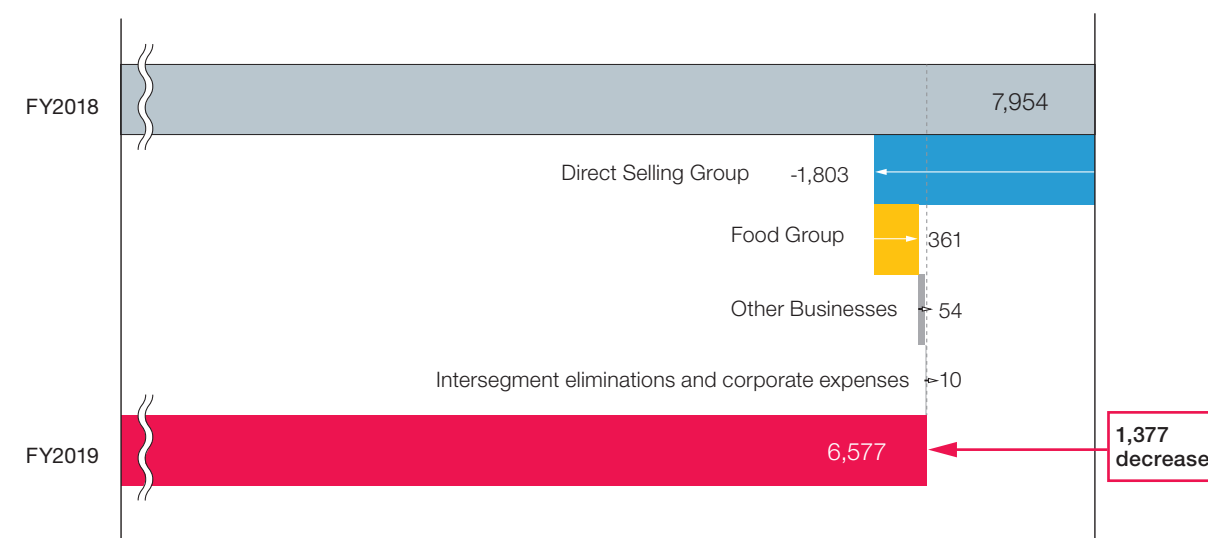 FY2018
7,954
Direct Selling Group -1,803
Food Group 361
Other Businesses 54
Intersegment eliminations and corporate expenses 10
FY2019
6,577
1,377
decrease